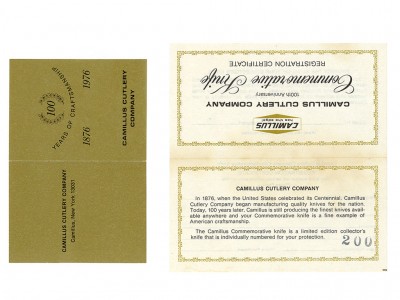 100
YEARS OF CRAFTSMANSHIP
1876 1976
CAMILLUS CUTLERY
COMPANY
CAMILLUS CUTLERY COMPANY
Camillus, New York 13031
CAMILLUS
CAMILLUS CUTLERY COMPANY
100th Anniversary
Commemorative Knife
REGISTRATION CERTIFICATE
CAMILLUS CUTLERY COMPANY
In 1876, when the United States celebrated its Centennial, Camillus
Cutlery Company began manufacturing quality knives for the nation.
Today, 100 years later, Camillus is still producing the finest knives avail-
able anywhere and your Commemorative knife is a fine example of
American craftsmanship.
The Camillus Commemorative knife is a limited edition collector's
knife that is individually numbered for your protection.
200